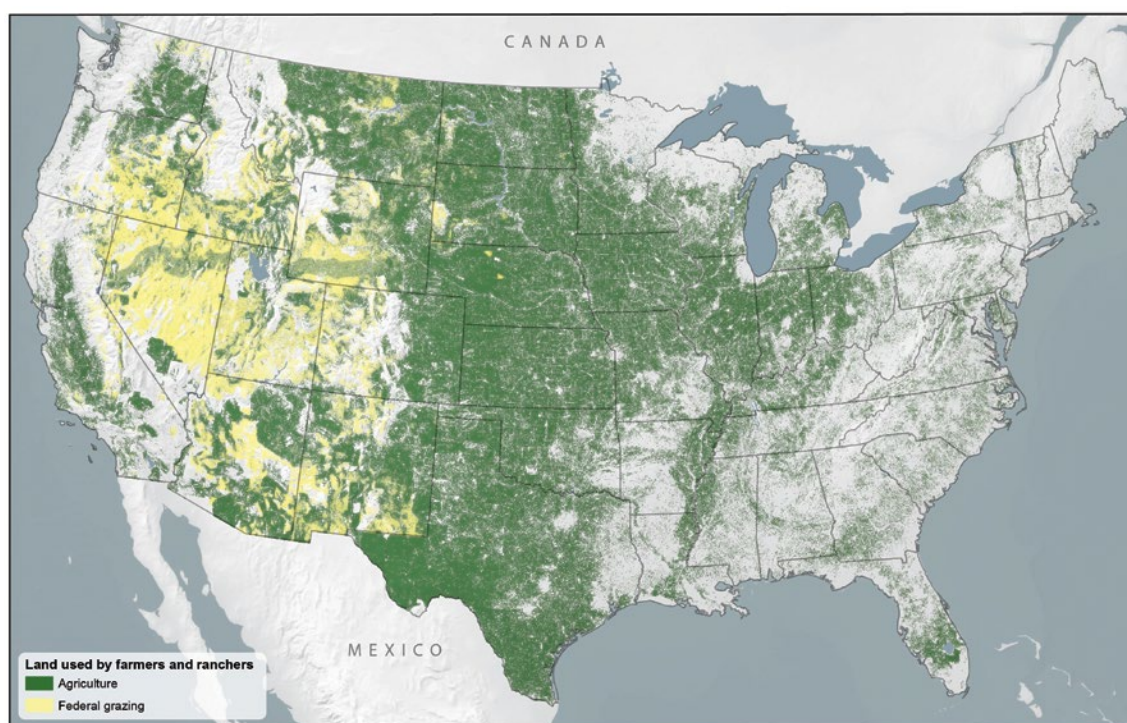 CANADA
MEXICO
Land used by farmers and ranchers
Agriculture
Federal grazing